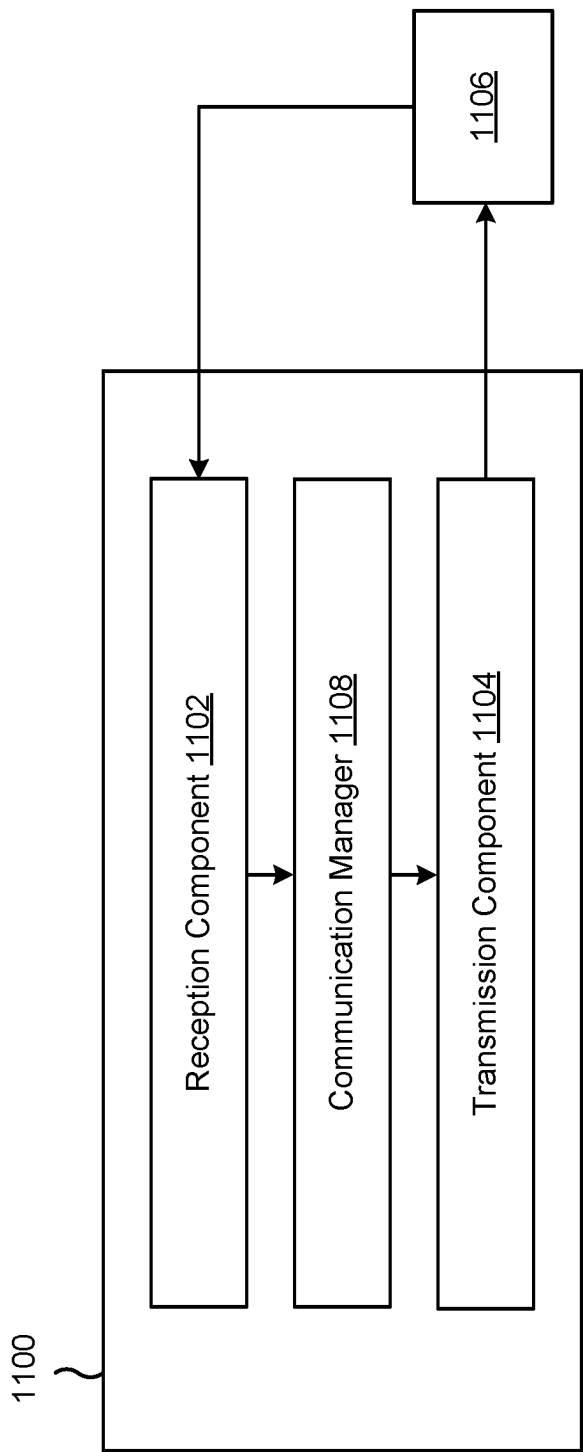 1100
Reception Component 1102
Communication Manager 1108
Transmission Component 1104
1106